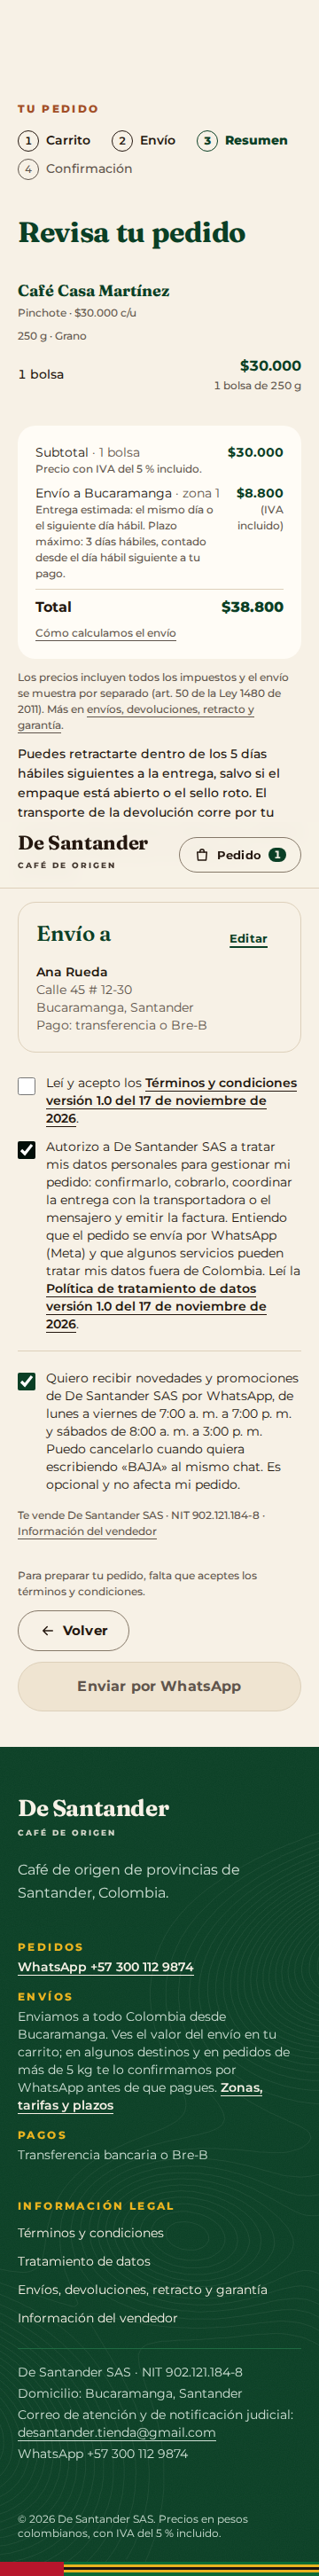 TU PEDIDO
1 Carrito 2 Envío 3 Resumen
4 Confirmación
Revisa tu pedido
Café Casa Martínez
Pinchote · $30.000 c/u
250 g · Grano
1 bolsa $30.000
1 bolsa de 250 g
Subtotal · 1 bolsa $30.000
Precio con IVA del 5 % incluido.
Envío a Bucaramanga · zona 1 $8.800
Entrega estimada: el mismo día o (IVA
el siguiente día hábil. Plazo incluido)
máximo: 3 días hábiles, contado
desde el día hábil siguiente a tu
pago.
Total $38.800
Cómo calculamos el envío
Los precios incluyen todos los impuestos y el envío
se muestra por separado (art. 50 de la Ley 1480 de
2011). Más en envíos, devoluciones, retracto y
garantía.
Puedes retractarte dentro de los 5 días
hábiles siguientes a la entrega, salvo si el
empaque está abierto o el sello roto. El
transporte de la devolución corre por tu
De Santander
CAFÉ DE ORIGEN
Pedido 1
Envío a Editar
Ana Rueda
Calle 45 # 12-30
Bucaramanga, Santander
Pago: transferencia o Bre-B
Leí y acepto los Términos y condiciones
versión 1.0 del 17 de noviembre de
2026.
Autorizo a De Santander SAS a tratar
mis datos personales para gestionar mi
pedido: confirmarlo, cobrarlo, coordinar
la entrega con la transportadora o el
mensajero y emitir la factura. Entiendo
que el pedido se envía por WhatsApp
(Meta) y que algunos servicios pueden
tratar mis datos fuera de Colombia. Leí la
Política de tratamiento de datos
versión 1.0 del 17 de noviembre de
2026.
Quiero recibir novedades y promociones
de De Santander SAS por WhatsApp, de
lunes a viernes de 7:00 a. m. a 7:00 p. m.
y sábados de 8:00 a. m. a 3:00 p. m.
Puedo cancelarlo cuando quiera
escribiendo «BAJA» al mismo chat. Es
opcional y no afecta mi pedido.
Te vende De Santander SAS · NIT 902.121.184-8 ·
Información del vendedor
Para preparar tu pedido, falta que aceptes los
términos y condiciones.
← Volver
Enviar por WhatsApp
De Santander
CAFÉ DE ORIGEN
Café de origen de provincias de
Santander, Colombia.
PEDIDOS
WhatsApp +57 300 112 9874
ENVÍOS
Enviamos a todo Colombia desde
Bucaramanga. Ves el valor del envío en tu
carrito; en algunos destinos y en pedidos de
más de 5 kg te lo confirmamos por
WhatsApp antes de que pagues. Zonas,
tarifas y plazos
PAGOS
Transferencia bancaria o Bre-B
INFORMACIÓN LEGAL
Términos y condiciones
Tratamiento de datos
Envíos, devoluciones, retracto y garantía
Información del vendedor
De Santander SAS · NIT 902.121.184-8
Domicilio: Bucaramanga, Santander
Correo de atención y de notificación judicial:
desantander.tienda@gmail.com
WhatsApp +57 300 112 9874
© 2026 De Santander SAS. Precios en pesos
colombianos, con IVA del 5 % incluido.